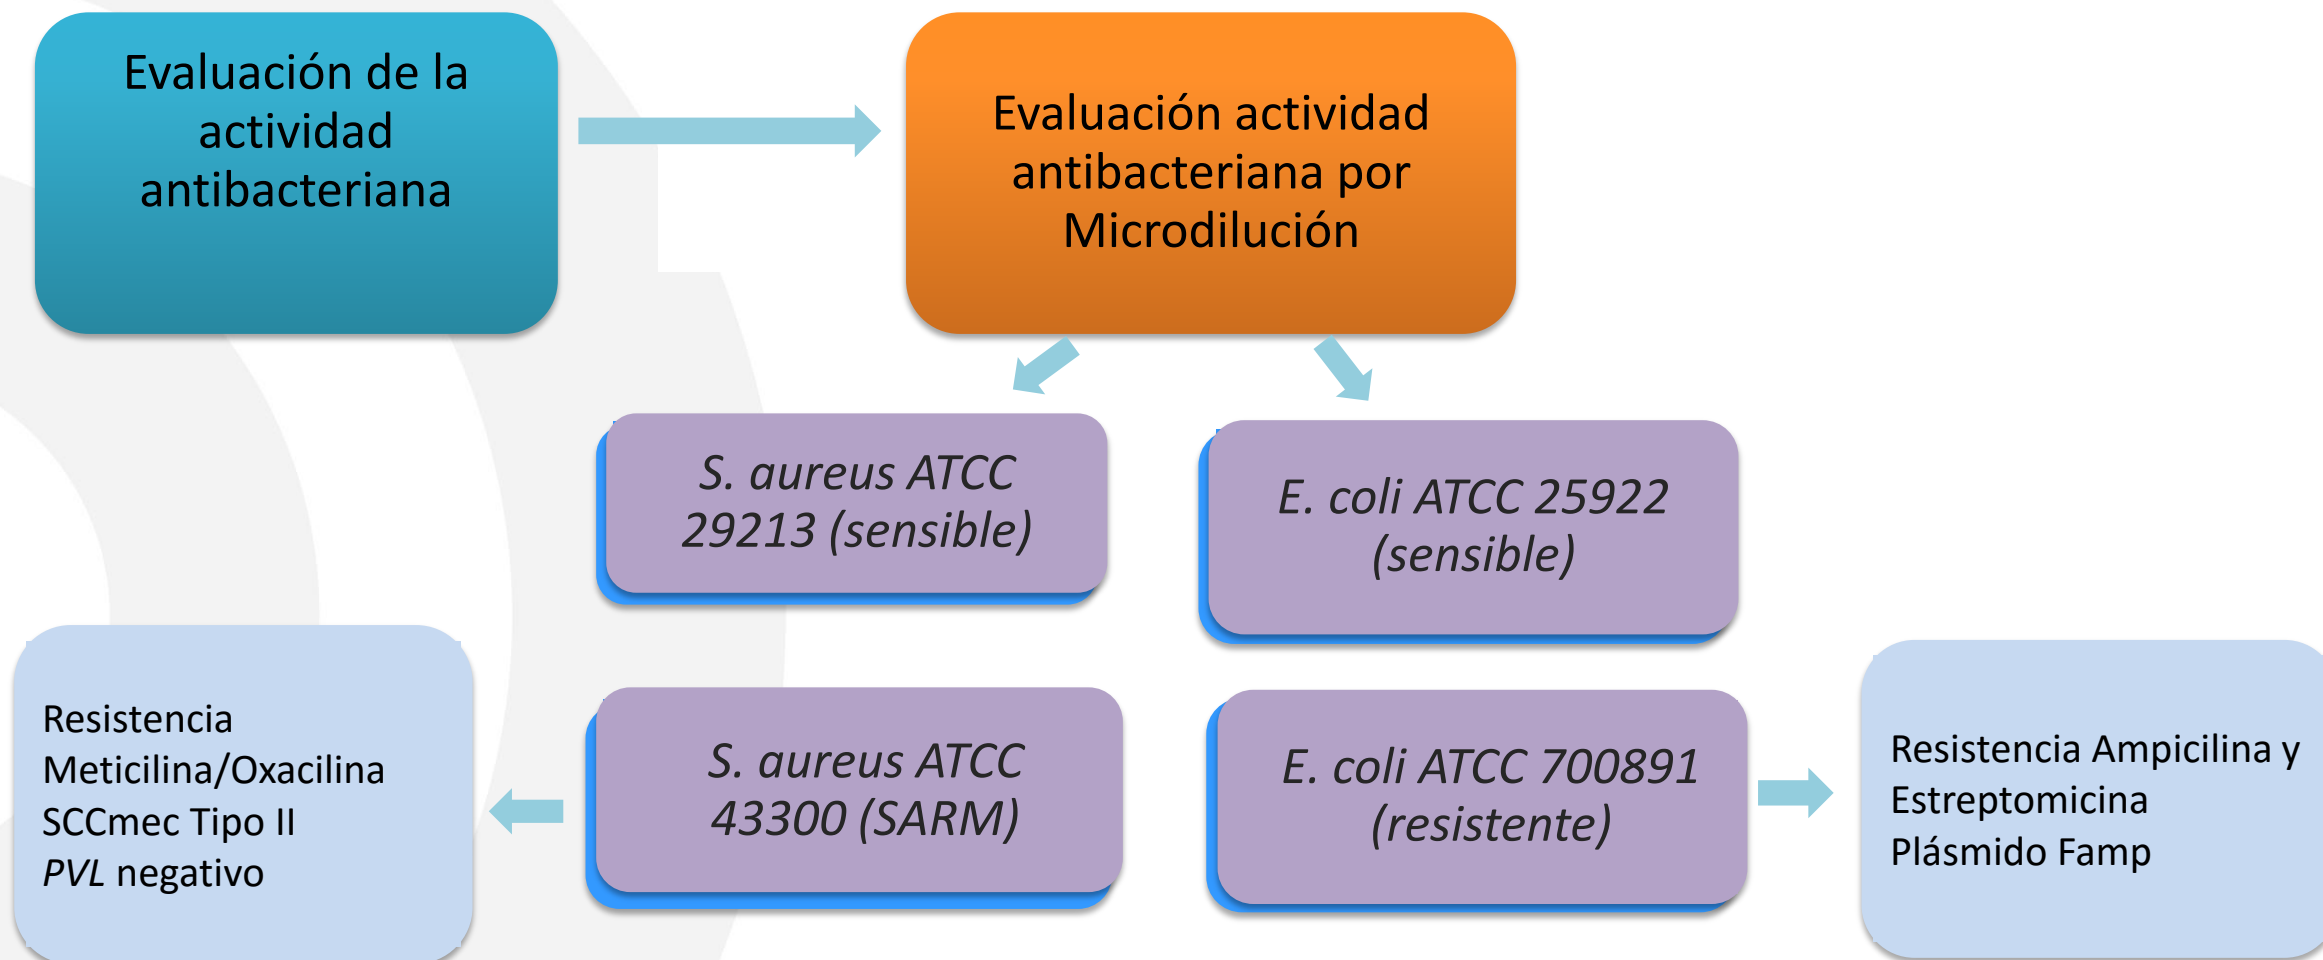 Evaluación de la
actividad
antibacteriana
Evaluación actividad
antibacteriana por
Microdilución
S. aureus ATCC
29213 (sensible)
E. coli ATCC 25922
(sensible)
Resistencia
Meticilina/Oxacilina
SCCmec Tipo II
PVL negativo
S. aureus ATCC
43300 (SARM)
E. coli ATCC 700891
(resistente)
Resistencia Ampicilina y
Estreptomicina
Plásmido Famp